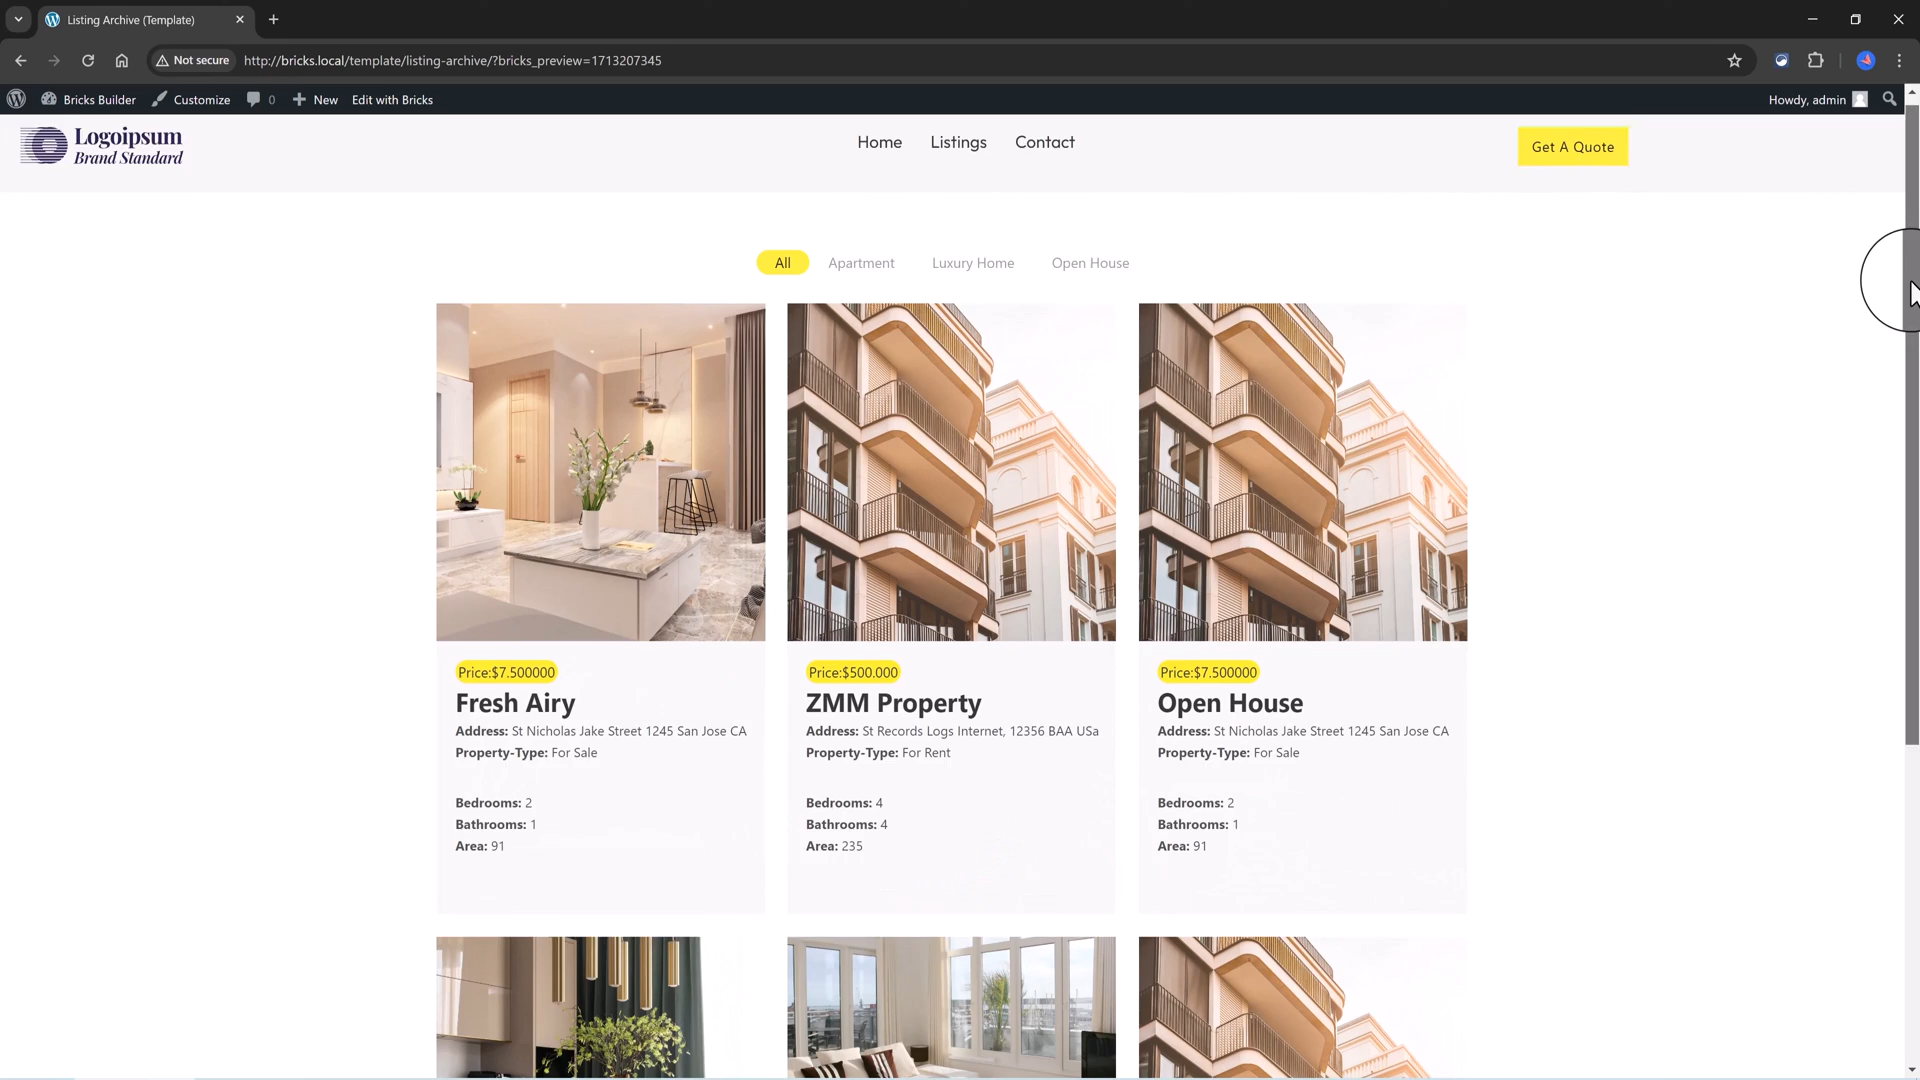 Listing Archive (Template)
Not secure
http://bricks.local/template/listing-archive/?bricks_preview=1713207345
Bricks Builder
Customize
0
New
Edit with Bricks
Howdy, admin
Logoipsum
Brand Standard
Home
Listings
Contact
Get A Quote
All
Apartment
Luxury Home
Open House
Price:$7.500000
Fresh Airy
Address: St Nicholas Jake Street 1245 San Jose CA
Property-Type: For Sale
Bedrooms: 2
Bathrooms: 1
Area: 91
Price:$500.000
ZMM Property
Address: St Records Logs Internet, 12356 BAA USa
Property-Type: For Rent
Bedrooms: 4
Bathrooms: 4
Area: 235
Price:$7.500000
Open House
Address: St Nicholas Jake Street 1245 San Jose CA
Property-Type: For Sale
Bedrooms: 2
Bathrooms: 1
Area: 91